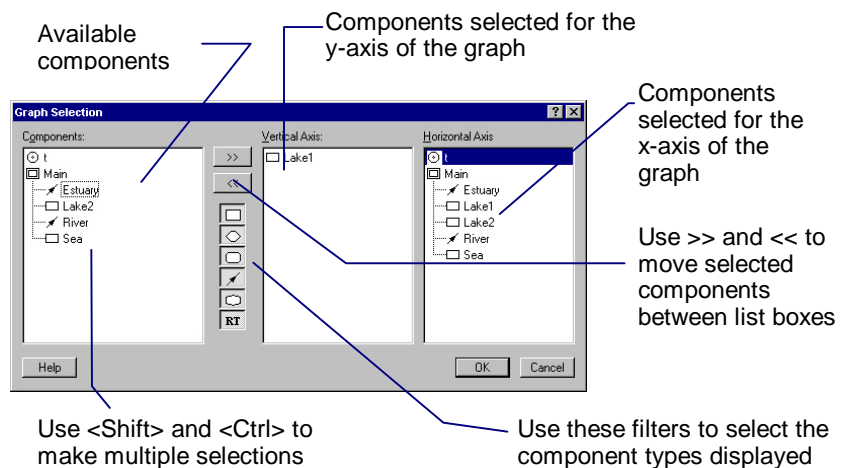 Available
components
Components selected for the
y-axis of the graph
Components
selected for the
x-axis of the
graph
Graph Selection
Components:
Vertical Axis:
Horizontal Axis
t
Main
Estuary
Lake2
River
Sea
>>
<<
RT
Lake1
t
Main
Estuary
Lake1
Lake2
River
Sea
Help
OK
Cancel
Use >> and << to
move selected
components
between list boxes
Use <Shift> and <Ctrl> to
make multiple selections
Use these filters to select the
component types displayed